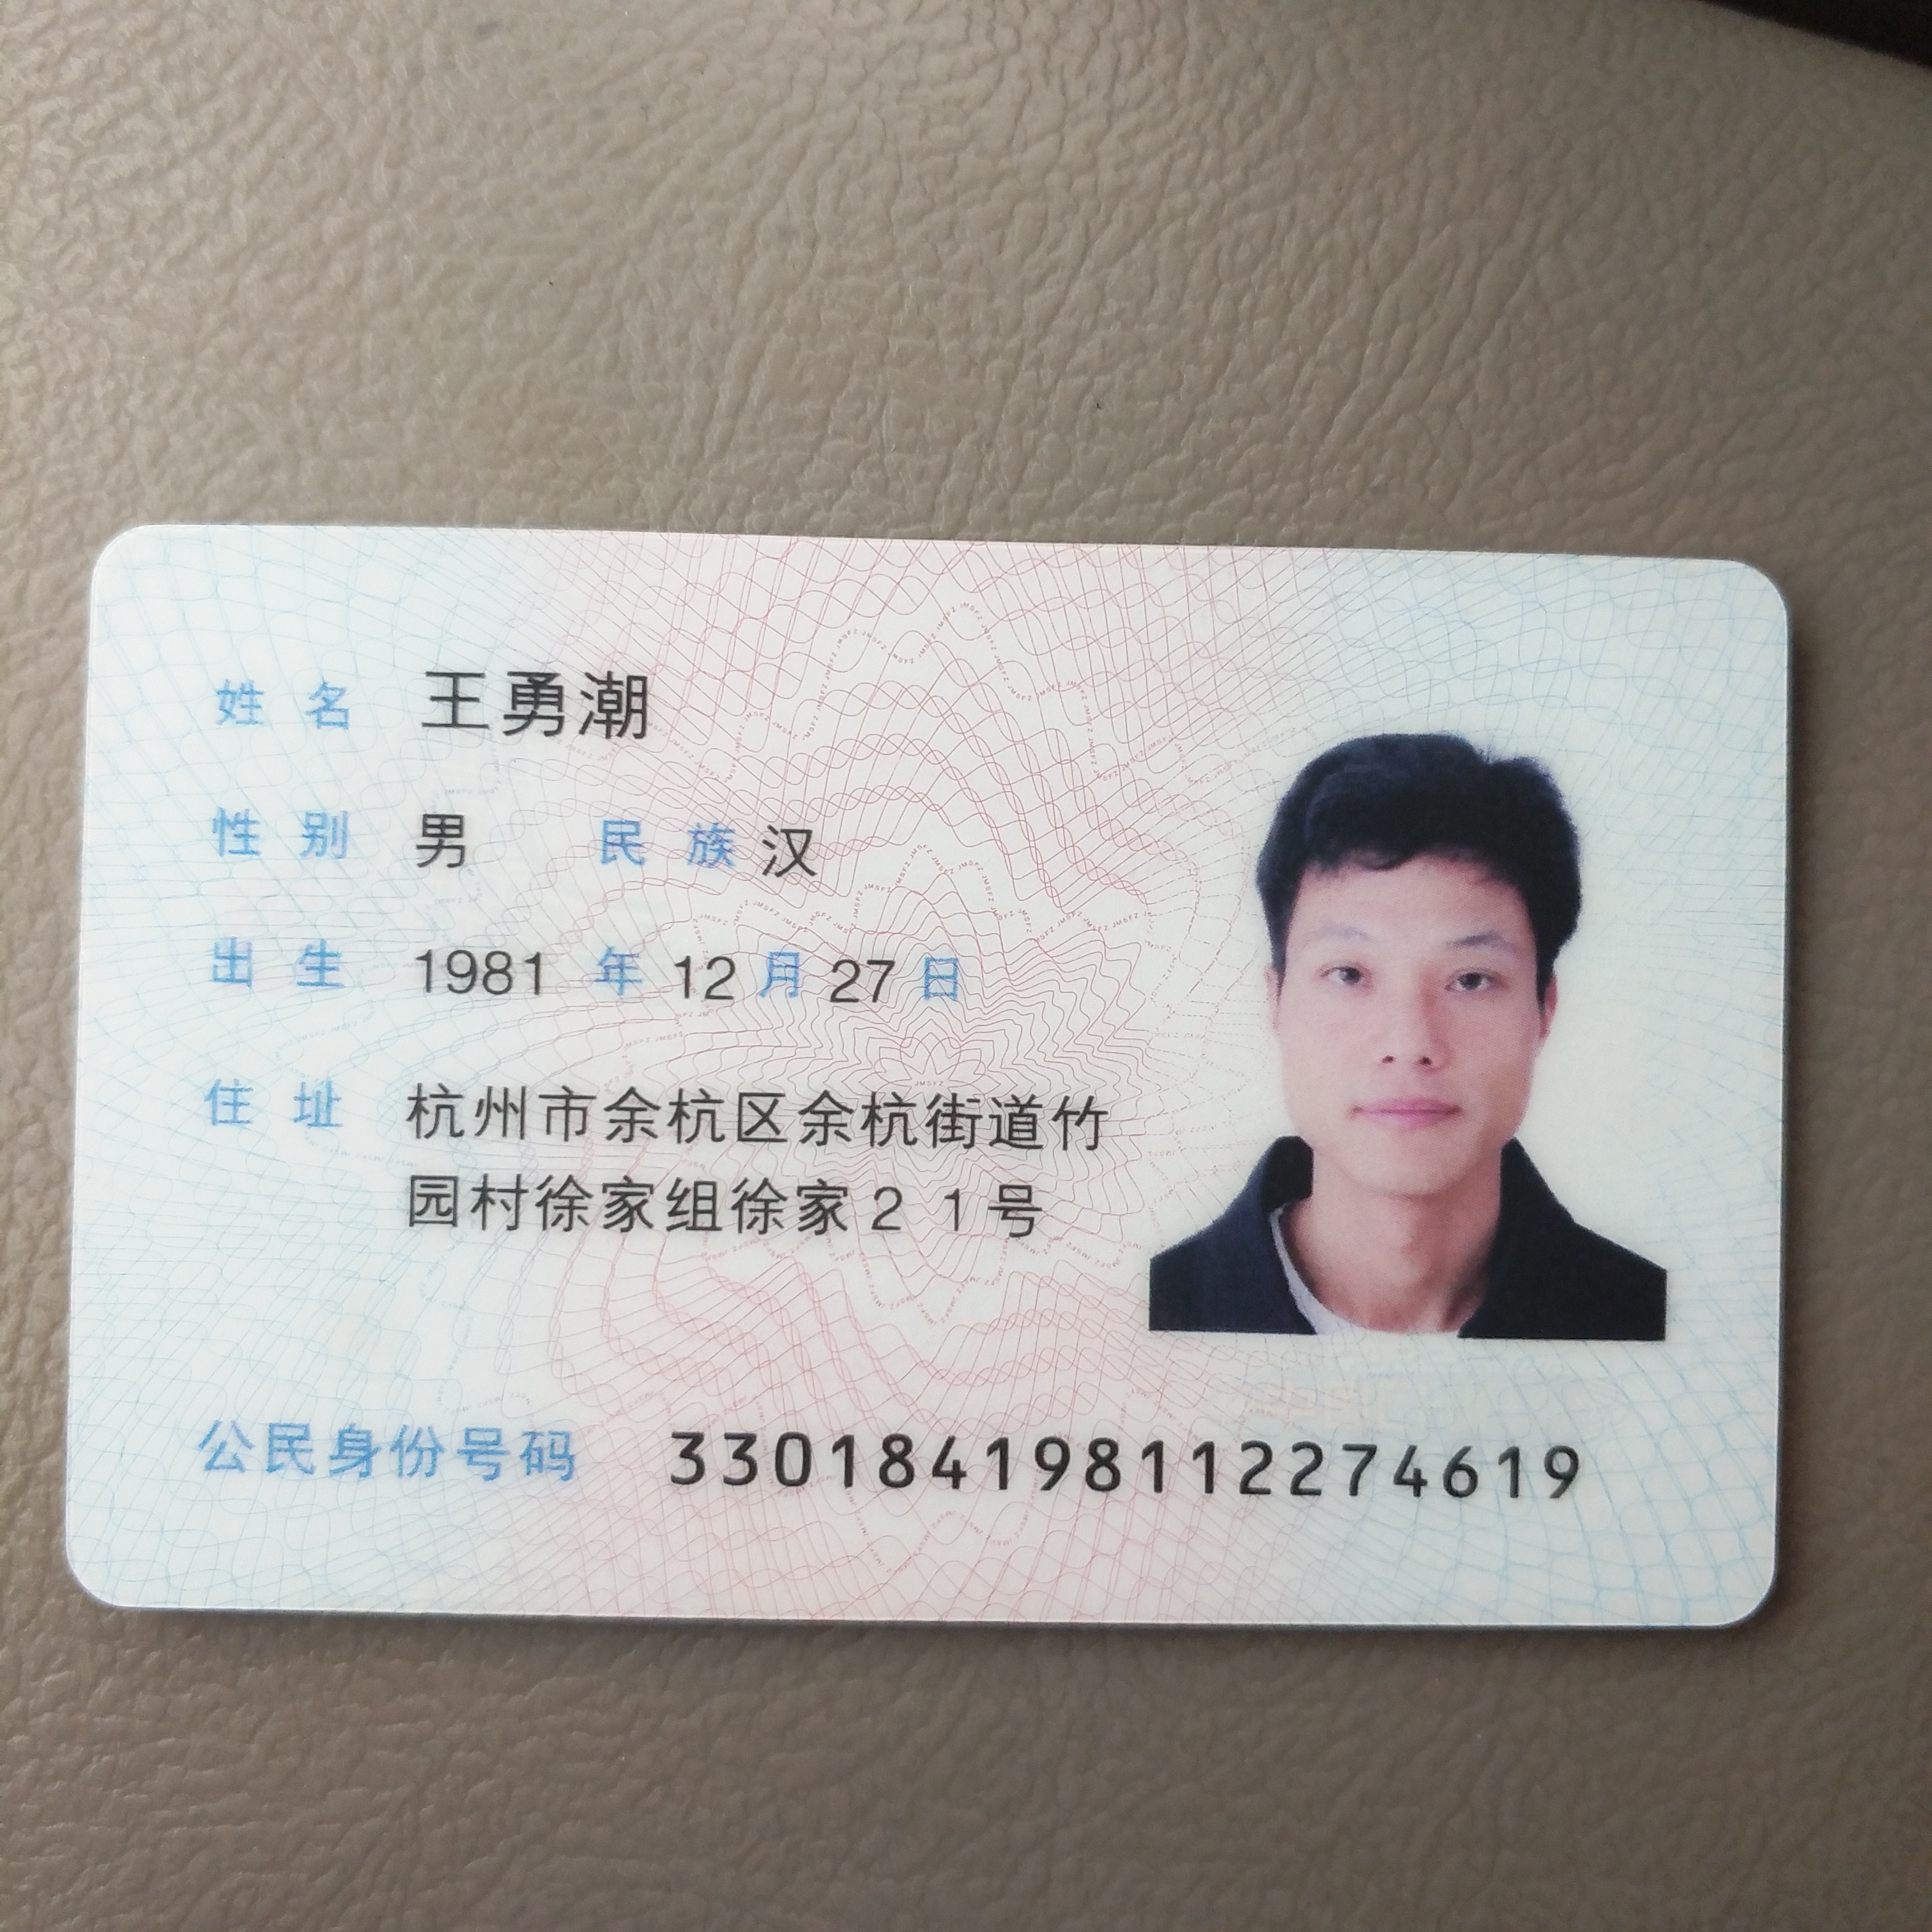 姓 名 王勇潮
性 别 男 民 族 汉
出 生 1981 年 12 月 27 日
住 址 杭州市余杭区余杭街道竹
园村徐家组徐家21号
公民身份号码 330184198112274619